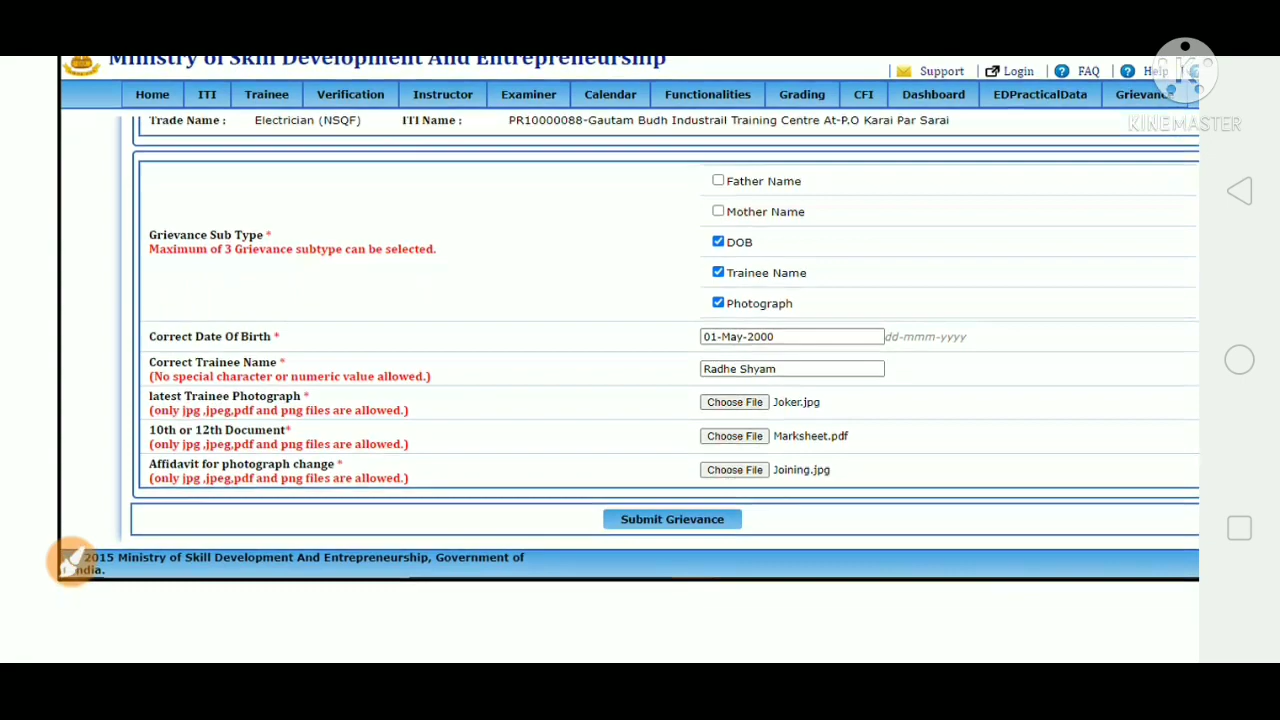 Ministry of Skill Development And Entrepreneurship
Support Login FAQ Help
Home ITI Trainee Verification Instructor Examiner Calendar Functionalities Grading CFI Dashboard EDPracticalData Grievance
KINEMASTER
Trade Name : Electrician (NSQF) ITI Name : PR10000088-Gautam Budh Industrail Training Centre At-P.O Karai Par Sarai
Father Name
Mother Name
Grievance Sub Type *
Maximum of 3 Grievance subtype can be selected.
DOB
Trainee Name
Photograph
Correct Date Of Birth * 01-May-2000 dd-mmm-yyyy
Correct Trainee Name * Radhe Shyam
(No special character or numeric value allowed.)
latest Trainee Photograph * Choose File Joker.jpg
(only jpg ,jpeg,pdf and png files are allowed.)
10th or 12th Document* Choose File Marksheet.pdf
(only jpg ,jpeg,pdf and png files are allowed.)
Affidavit for photograph change * Choose File Joining.jpg
(only jpg ,jpeg,pdf and png files are allowed.)
Submit Grievance
2015 Ministry of Skill Development And Entrepreneurship, Government of
India.